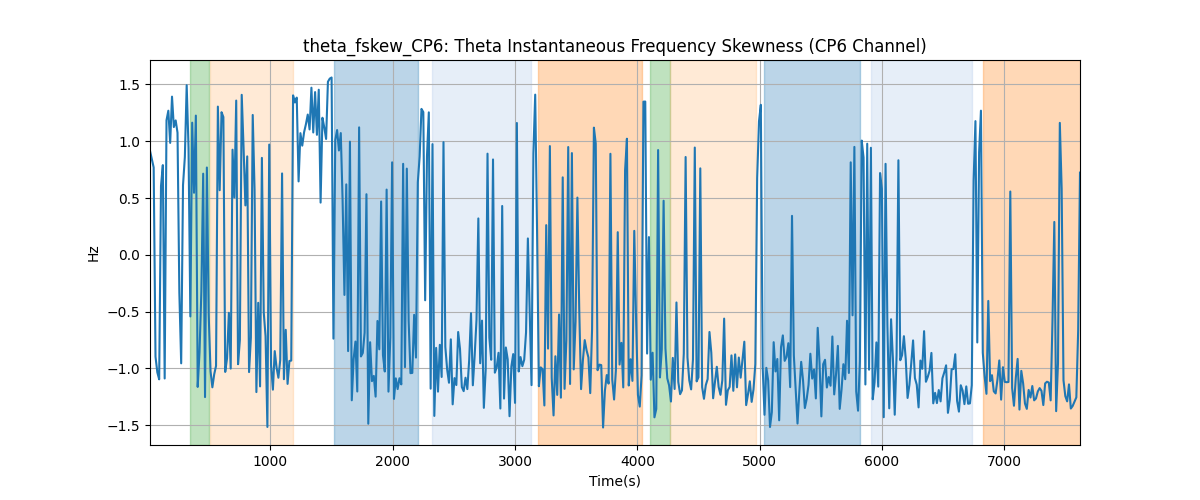 theta_fskew_CP6: Theta Instantaneous Frequency Skewness (CP6 Channel)
1.5
1.0
0.5
0.0
−0.5
−1.0
−1.5
Hz
1000 2000 3000 4000 5000 6000 7000
Time(s)